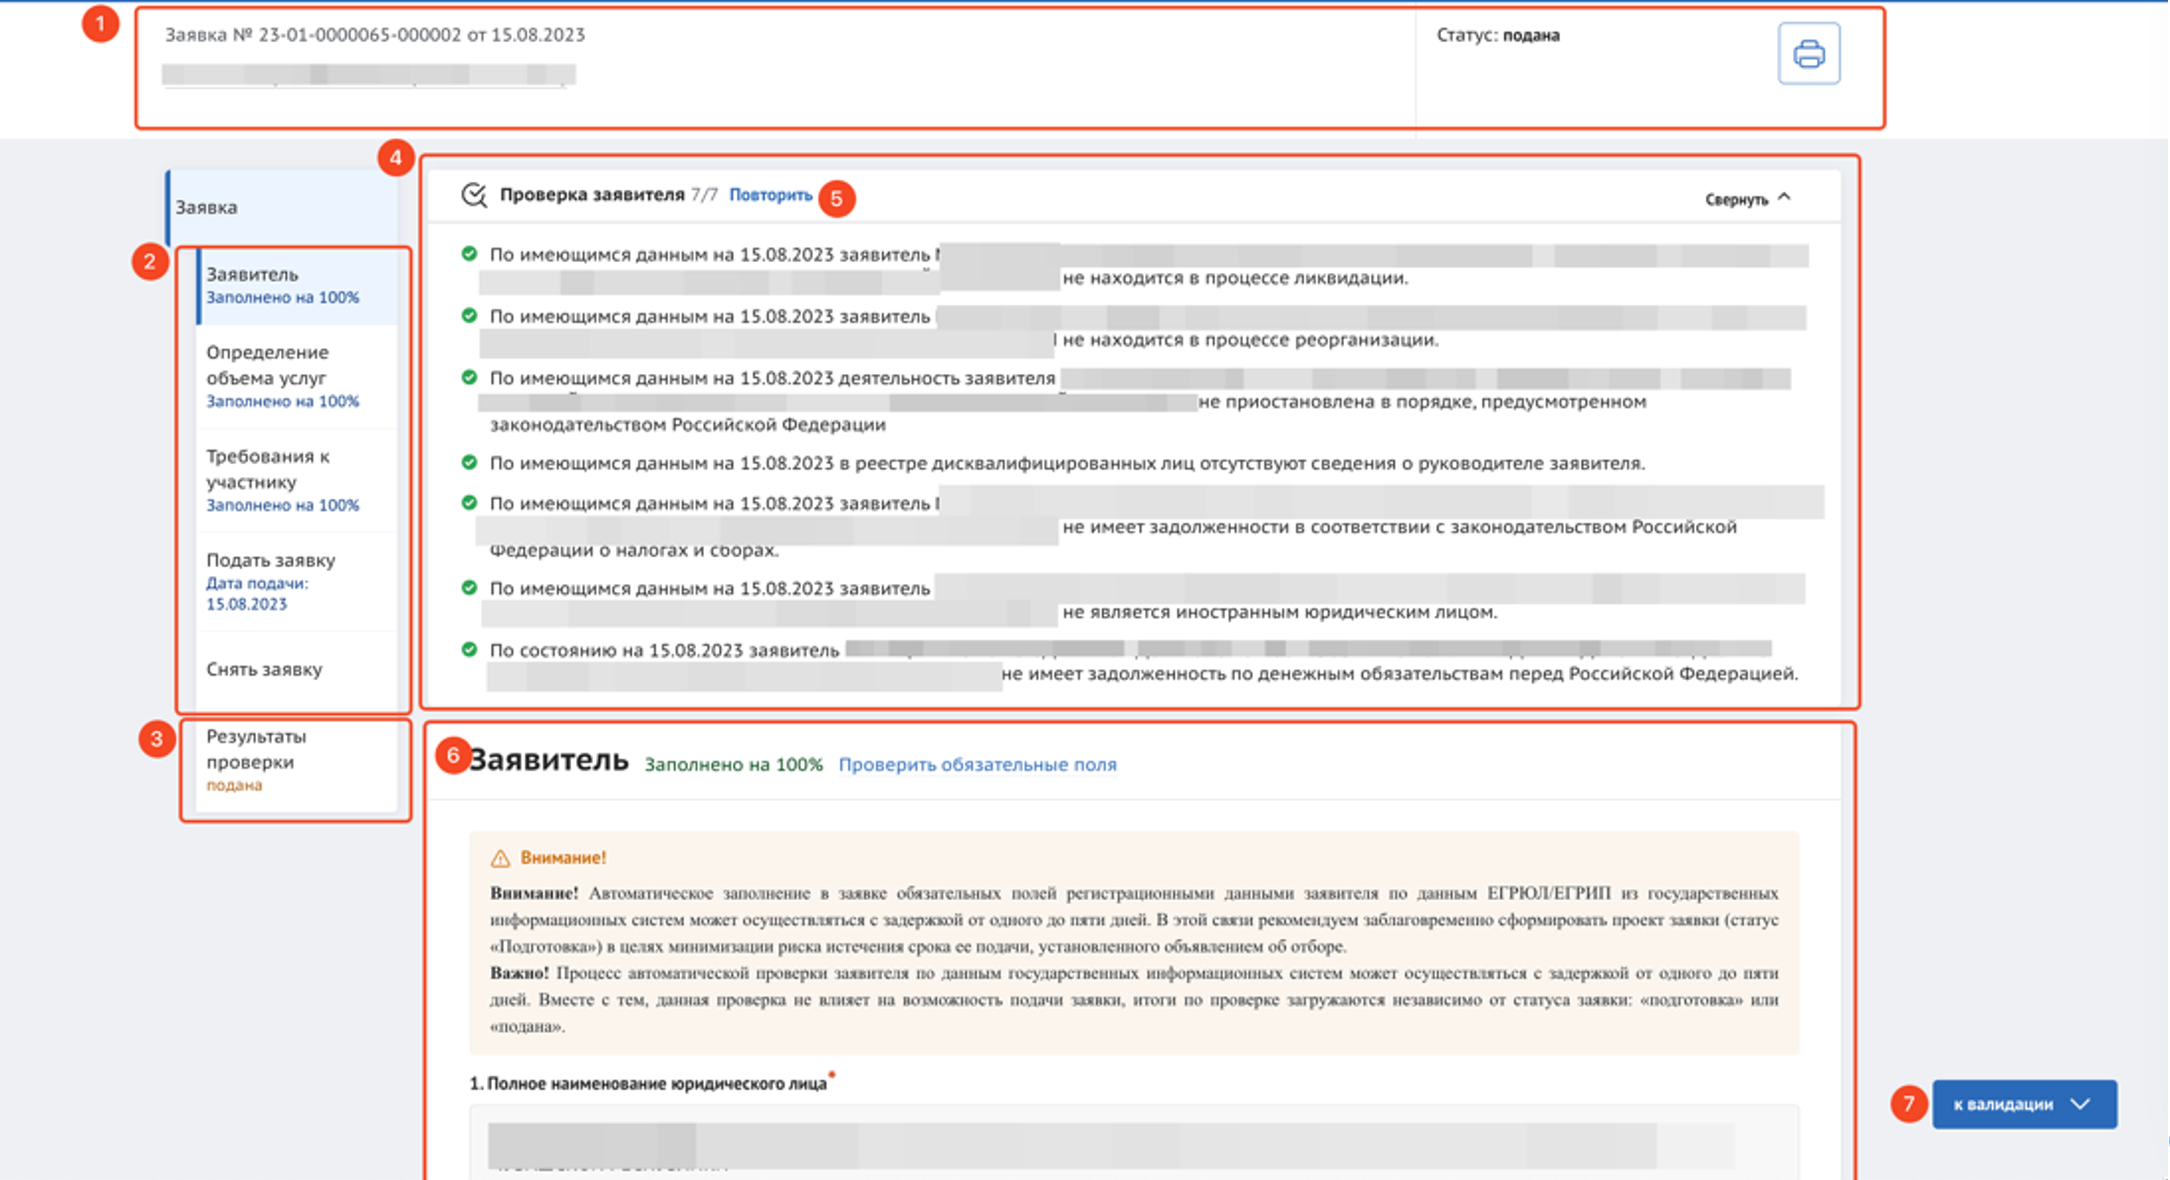 1
Заявка № 23-01-0000065-000002 от 15.08.2023
Статус: подана
Заявка
2
Заявитель
Заполнено на 100%
Определение
объема услуг
Заполнено на 100%
Требования к
участнику
Заполнено на 100%
Подать заявку
Дата подачи:
15.08.2023
Снять заявку
3
Результаты
проверки
подана
4
Проверка заявителя 7/7 Повторить 5
Свернуть
По имеющимся данным на 15.08.2023 заявитель
не находится в процессе ликвидации.
По имеющимся данным на 15.08.2023 заявитель
не находится в процессе реорганизации.
По имеющимся данным на 15.08.2023 деятельность заявителя
не приостановлена в порядке, предусмотренном
законодательством Российской Федерации
По имеющимся данным на 15.08.2023 в реестре дисквалифицированных лиц отсутствуют сведения о руководителе заявителя.
По имеющимся данным на 15.08.2023 заявитель
не имеет задолженности в соответствии с законодательством Российской
Федерации о налогах и сборах.
По имеющимся данным на 15.08.2023 заявитель
не является иностранным юридическим лицом.
По состоянию на 15.08.2023 заявитель
не имеет задолженность по денежным обязательствам перед Российской Федерацией.
6
Заявитель Заполнено на 100% Проверить обязательные поля
Внимание!
Внимание! Автоматическое заполнение в заявке обязательных полей регистрационными данными заявителя по данным ЕГРЮЛ/ЕГРИП из государственных
информационных систем может осуществляться с задержкой от одного до пяти дней. В этой связи рекомендуем заблаговременно сформировать проект заявки (статус
«Подготовка») в целях минимизации риска истечения срока ее подачи, установленного объявлением об отборе.
Важно! Процесс автоматической проверки заявителя по данным государственных информационных систем может осуществляться с задержкой от одного до пяти
дней. Вместе с тем, данная проверка не влияет на возможность подачи заявки, итоги по проверке загружаются независимо от статуса заявки: «подготовка» или
«подана».
1. Полное наименование юридического лица*
7
к валидации